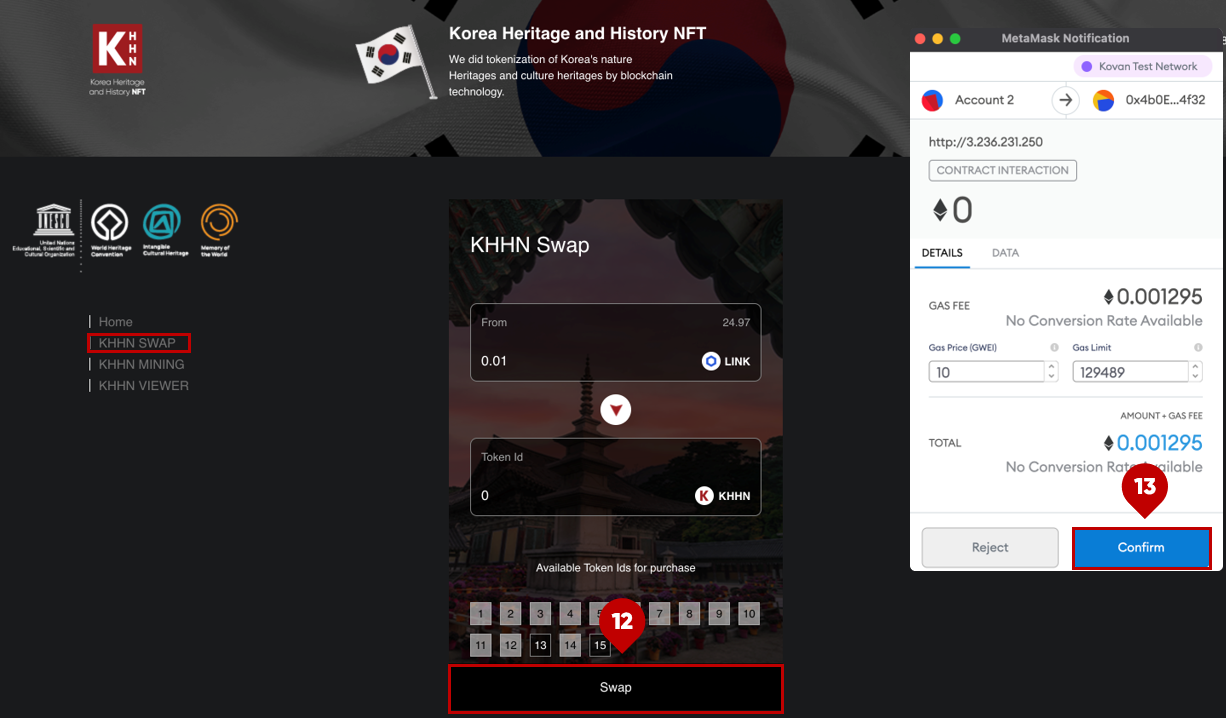 K
H
H
N
Korea Heritage
and History NFT
Korea Heritage and History NFT
We did tokenization of Korea's nature
Heritages and culture heritages by blockchain
technology.
UNESCO
United Nations
Educational, Scientific and
Cultural Organization
World Heritage
Convention
Intangible
Cultural Heritage
Memory of
the World
Home
KHHN SWAP
KHHN MINING
KHHN VIEWER
KHHN Swap
From 24.97
0.01 LINK
Token Id
0 K KHHN
Available Token Ids for purchase
1 2 3 4 5 7 8 9 10
11 12 13 14 15
12
Swap
MetaMask Notification
Kovan Test Network
Account 2 0x4b0E...4f32
http://3.236.231.250
CONTRACT INTERACTION
0
DETAILS DATA
GAS FEE 0.001295
No Conversion Rate Available
Gas Price (GWEI) Gas Limit
10 129489
AMOUNT + GAS FEE
TOTAL 0.001295
No Conversion Rate Available
13
Reject Confirm